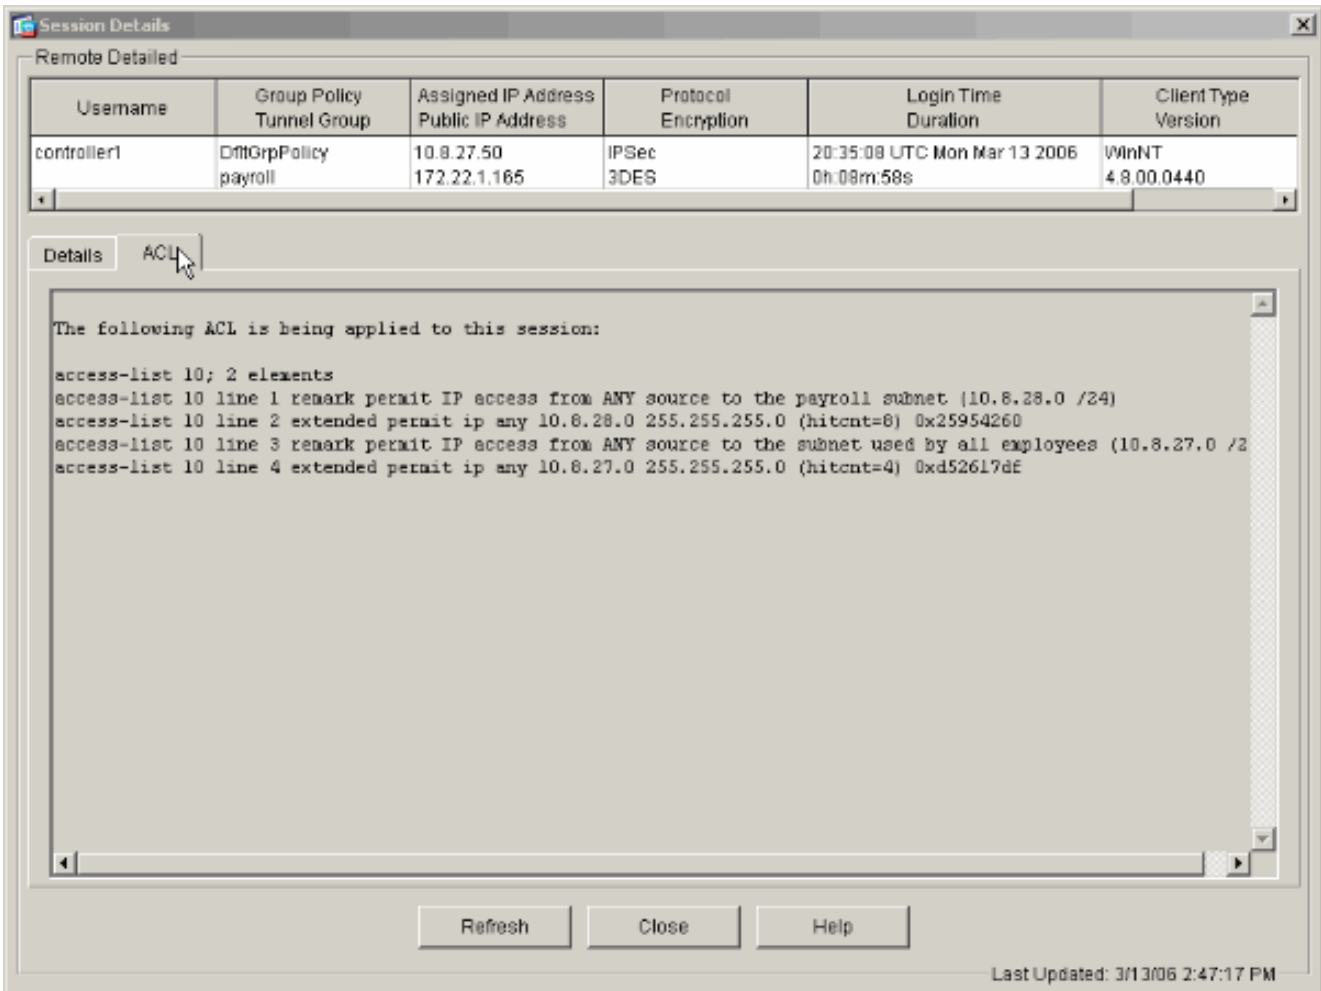 Session Details
Remote Detailed
Username
Group Policy
Tunnel Group
Assigned IP Address
Public IP Address
Protocol
Encryption
Login Time
Duration
Client Type
Version
controller1
DfltGrpPolicy
payroll
10.8.27.50
172.22.1.165
IPSec
3DES
20:35:08 UTC Mon Mar 13 2006
0h:08m:58s
WinNT
4.8.00.0440
Details
ACL
The following ACL is being applied to this session:
access-list 10; 2 elements
access-list 10 line 1 remark permit IP access from ANY source to the payroll subnet (10.8.28.0 /24)
access-list 10 line 2 extended permit ip any 10.8.28.0 255.255.255.0 (hitcnt=8) 0x25954260
access-list 10 line 3 remark permit IP access from ANY source to the subnet used by all employees (10.8.27.0 /2
access-list 10 line 4 extended permit ip any 10.8.27.0 255.255.255.0 (hitcnt=4) 0xd52617df
Refresh
Close
Help
Last Updated: 3/13/06 2:47:17 PM